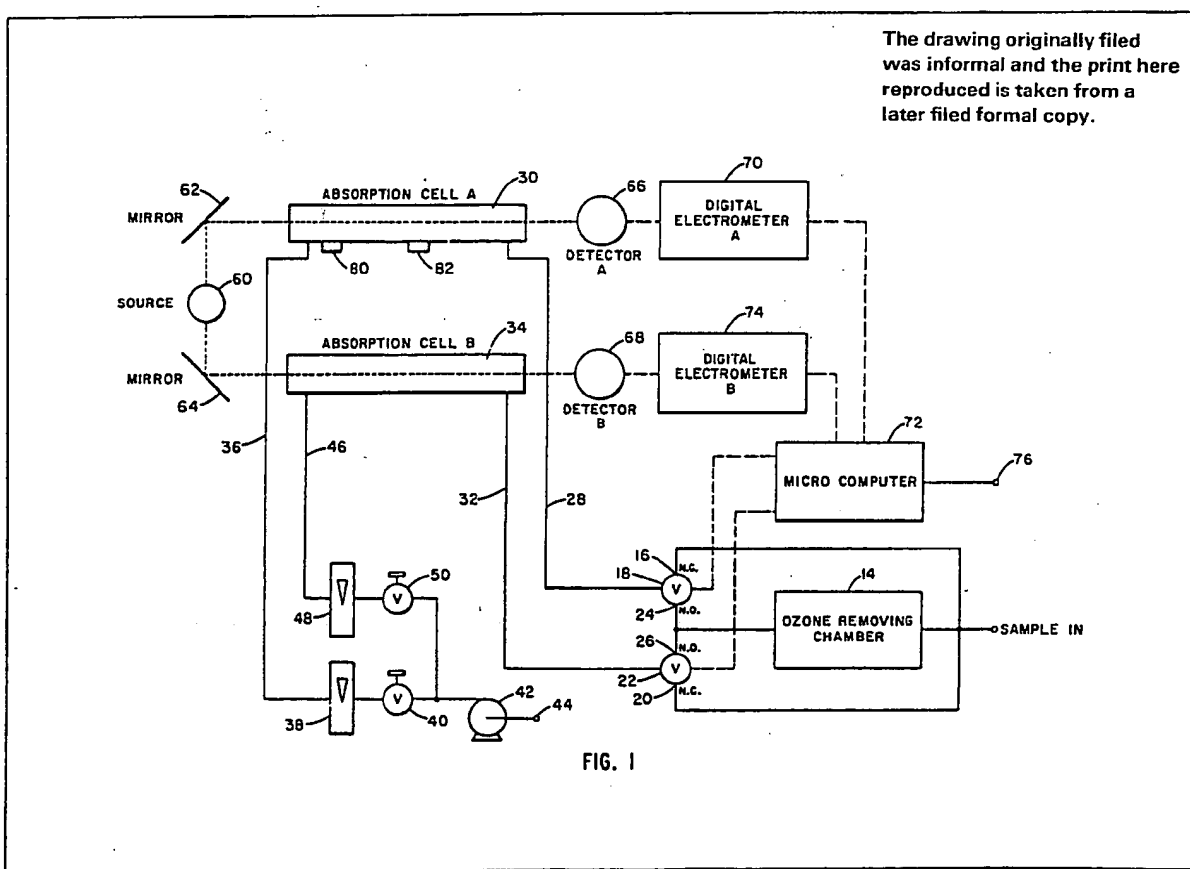 The drawing originally filed
was informal and the print here
reproduced is taken from a
later filed formal copy.
70
62
ABSORPTION CELL A
30
66
MIRROR
DIGITAL
ELECTROMETER
A
80
82
DETECTOR
A
60
SOURCE
74
34
68
ABSORPTION CELL B
DIGITAL
ELECTROMETER
B
MIRROR
64
DETECTOR
B
36
46
72
76
32
28
MICRO COMPUTER
16
N.C.
18
14
50
V
V
24
N.O.
OZONE REMOVING
CHAMBER
SAMPLE IN
48
26
N.O.
V
22
N.C.
20
42
44
V
38
40
FIG. 1